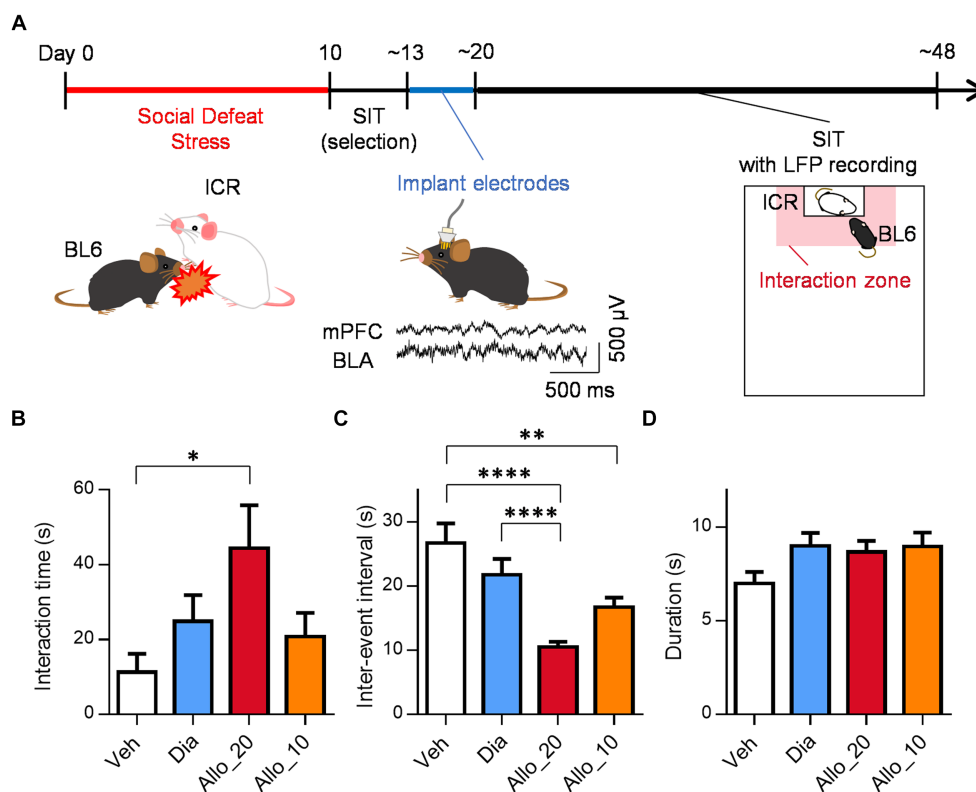 A
Day 0
10
~13
~20
~48
Social Defeat
Stress
SIT
(selection)
Implant electrodes
SIT
with LFP recording
ICR
BL6
mPFC
BLA
500 µV
500 ms
ICR
BL6
Interaction zone
B
*
Interaction time (s)
60
40
20
0
Veh
Dia
Allo_20
Allo_10
C
**
****
****
Inter-event interval (s)
30
20
10
0
Veh
Dia
Allo_20
Allo_10
D
Duration (s)
10
5
0
Veh
Dia
Allo_20
Allo_10